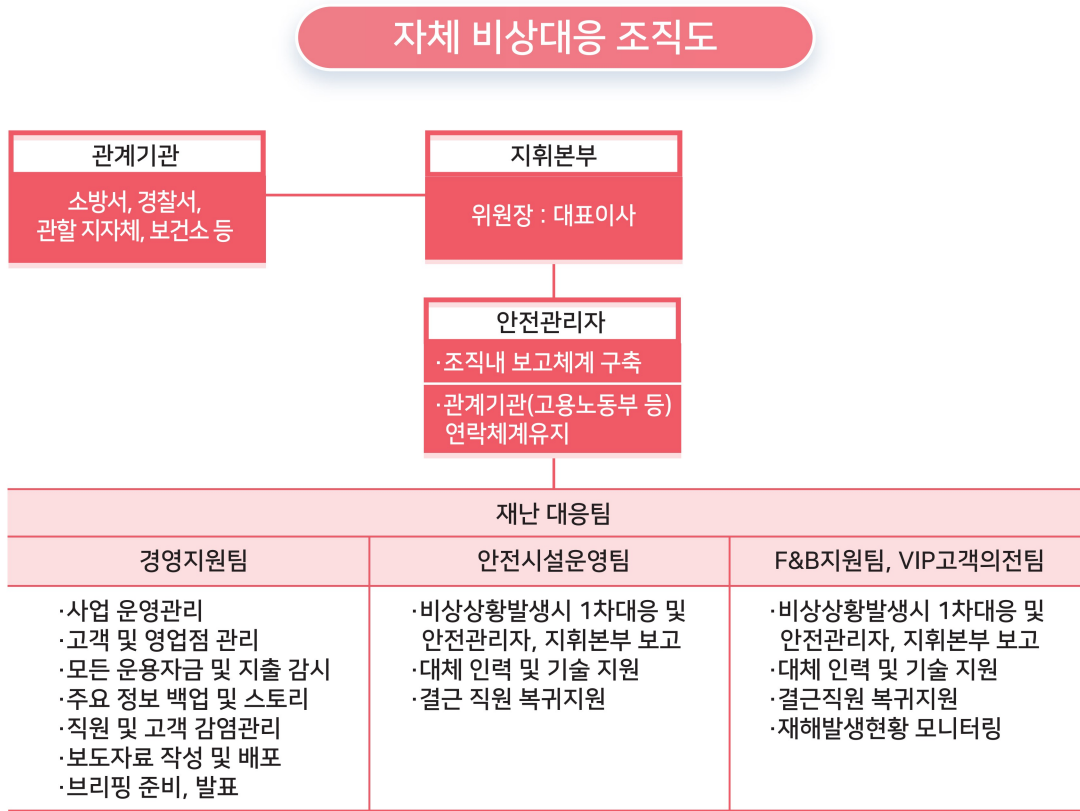 자체 비상대응 조직도
관계기관
소방서, 경찰서,
관할 지자체, 보건소 등
지휘본부
위원장 : 대표이사
안전관리자
·조직내 보고체계 구축
·관계기관(고용노동부 등)
연락체계유지
재난 대응팀
경영지원팀
·사업 운영관리
·고객 및 영업점 관리
·모든 운용자금 및 지출 감시
·주요 정보 백업 및 스토리
·직원 및 고객 감염관리
·보도자료 작성 및 배포
·브리핑 준비, 발표
안전시설운영팀
·비상상황발생시 1차대응 및
안전관리자, 지휘본부 보고
·대체 인력 및 기술 지원
·결근 직원 복귀지원
F&B지원팀, VIP고객의전팀
·비상상황발생시 1차대응 및
안전관리자, 지휘본부 보고
·대체 인력 및 기술 지원
·결근직원 복귀지원
·재해발생현황 모니터링